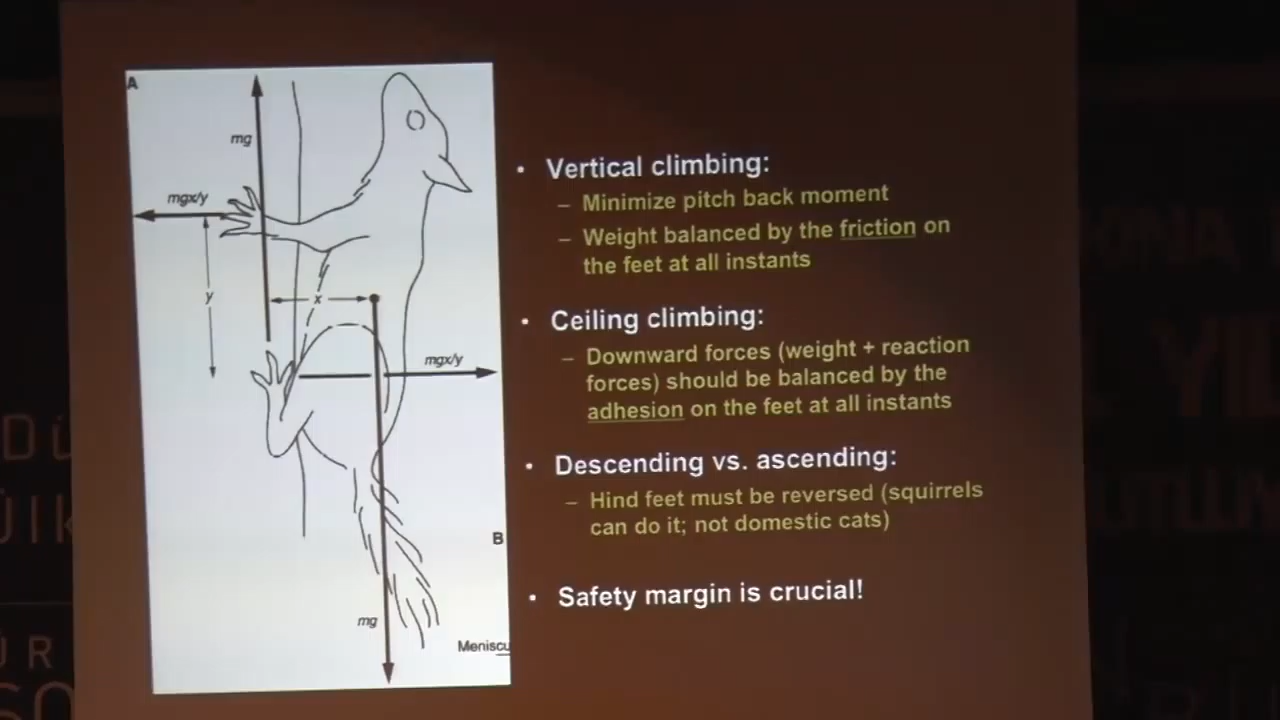 A
mg
mgx/y
y
x
mgx/y
B
mg
Meniscu
• Vertical climbing:
– Minimize pitch back moment
– Weight balanced by the friction on
the feet at all instants
• Ceiling climbing:
– Downward forces (weight + reaction
forces) should be balanced by the
adhesion on the feet at all instants
• Descending vs. ascending:
– Hind feet must be reversed (squirrels
can do it; not domestic cats)
• Safety margin is crucial!